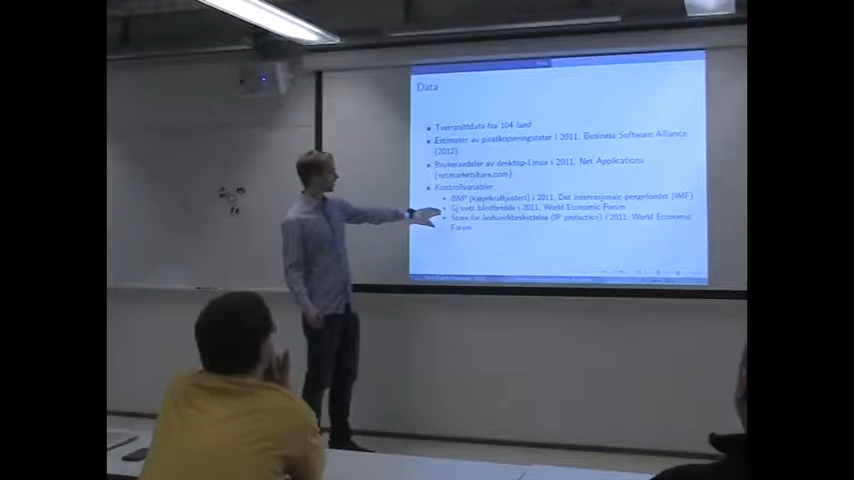 Data
Tverrsnittdata fra 104 land
Estimater av piratkopieringsrater i 2011, Business Software Alliance
(2012)
Brukerandeler av desktop-Linux i 2011, Net Applications
(netmarketshare.com)
Kontrollvariabler:
BNP (kjøpekraftjustert) i 2011, Det internasjonale pengefondet (IMF)
Gj.snitt båndbredde i 2011, World Economic Forum
Score for åndsverkbeskyttelse (IP protection) i 2011, World Economic
Forum